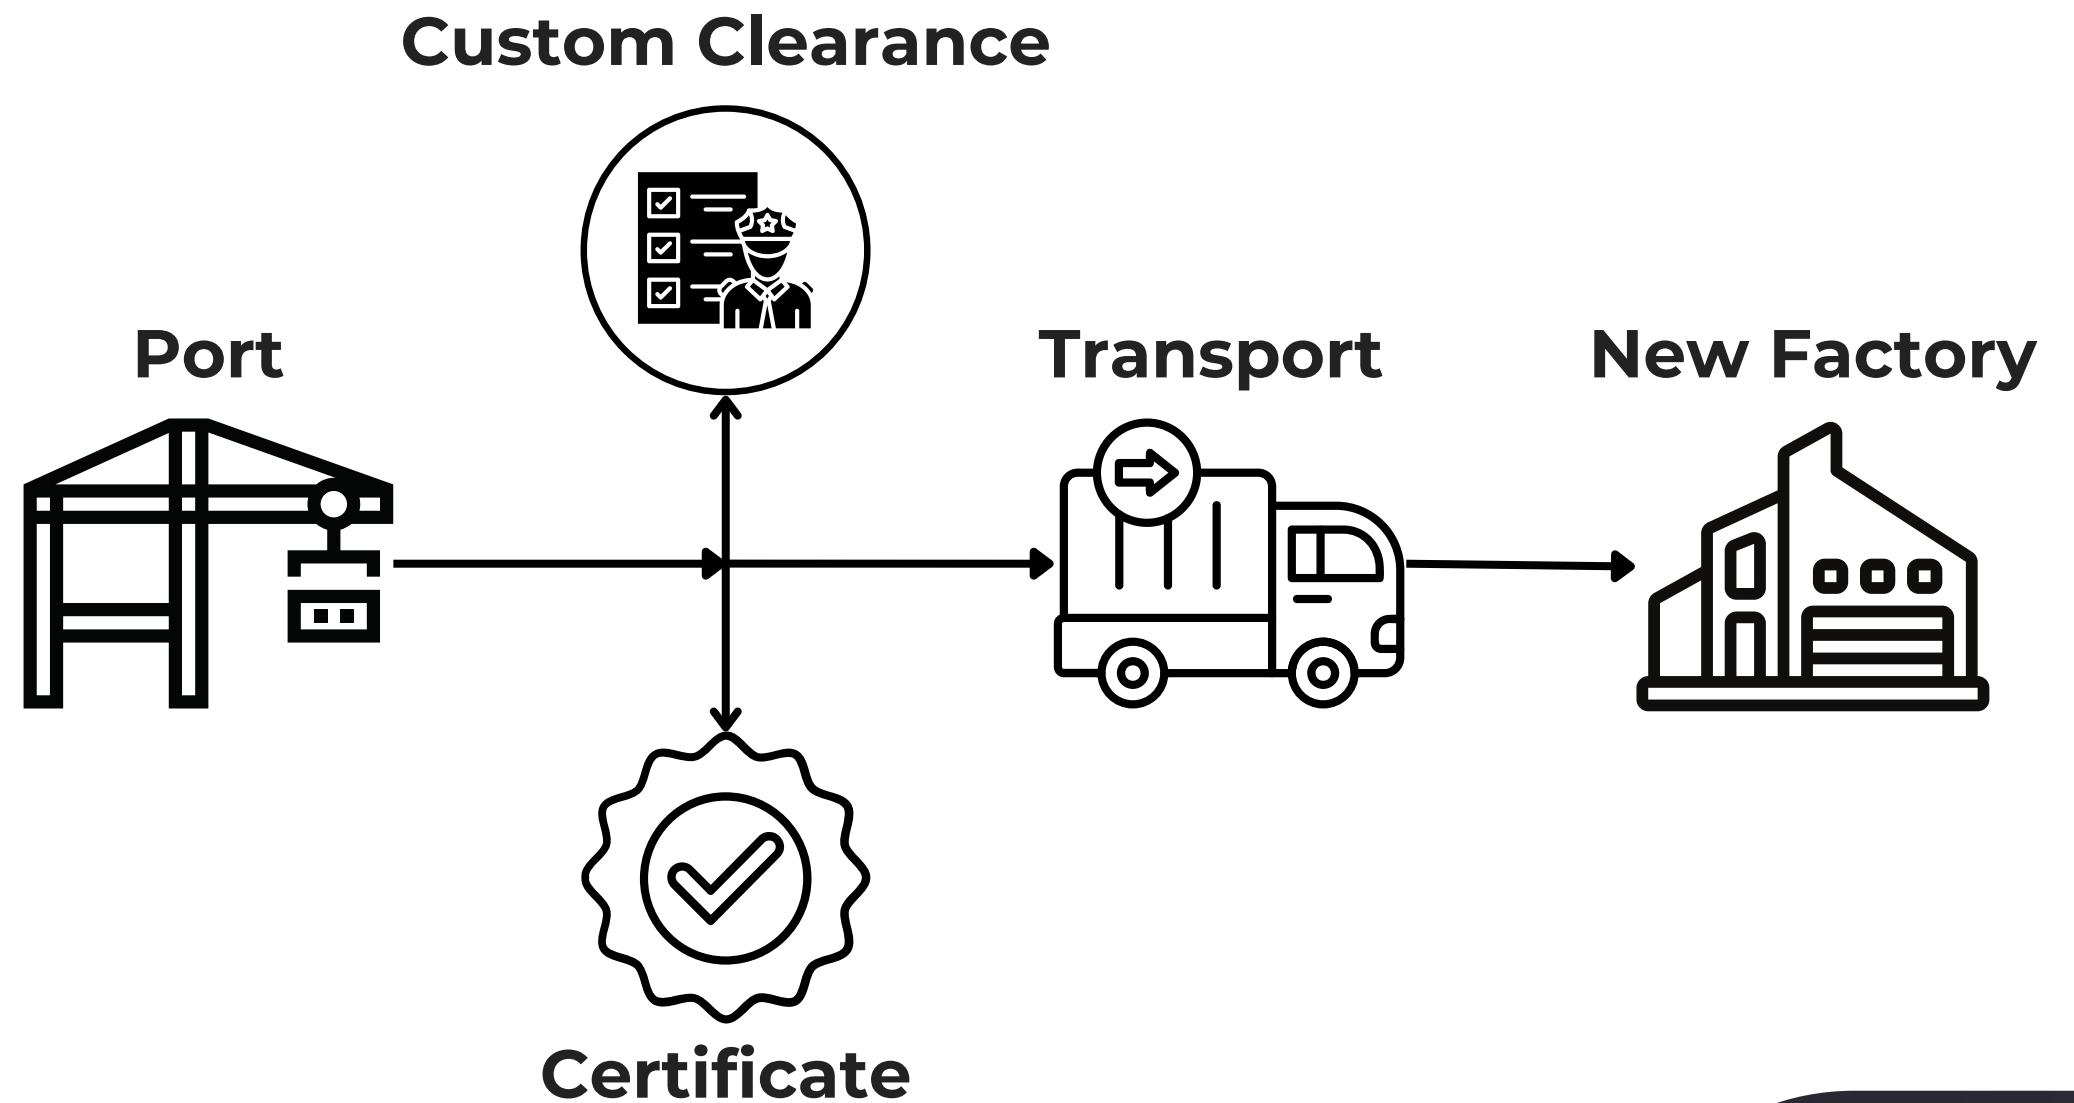 Custom Clearance
Port
Transport
New Factory
Certificate